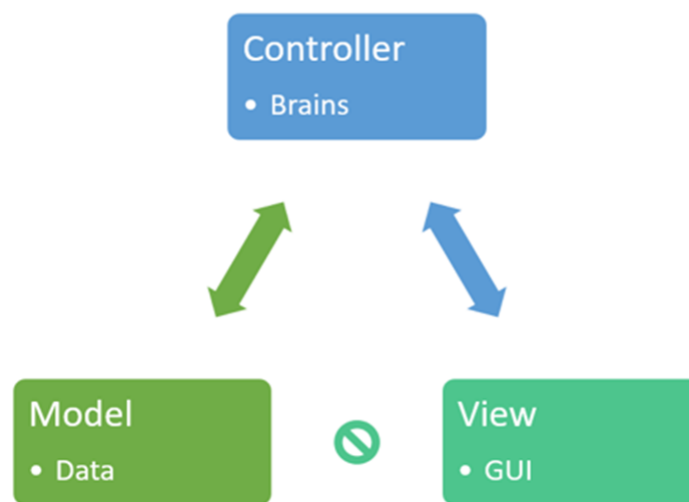 Controller
• Brains
Model
• Data
View
• GUI